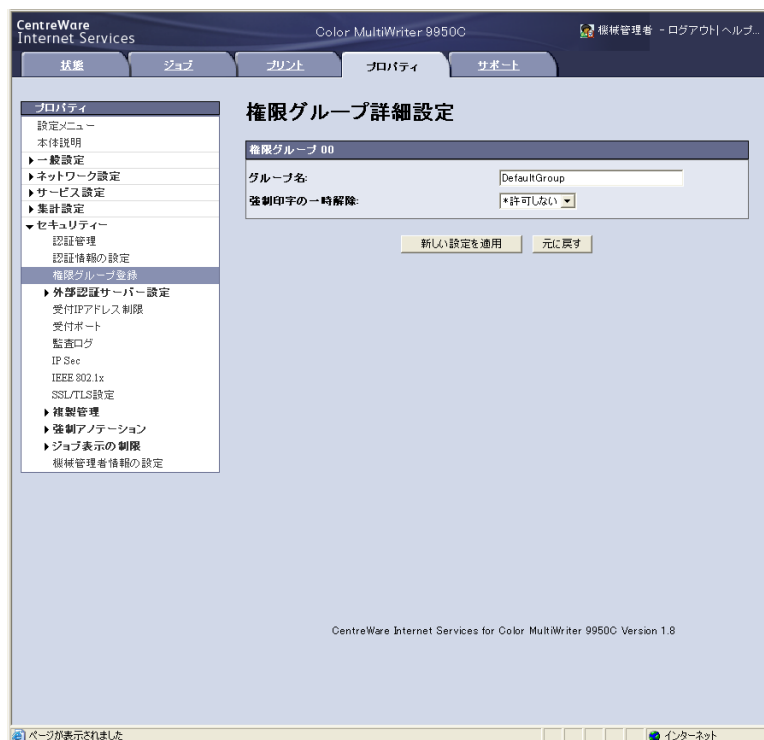 CentreWare
Internet Services
Color MultiWriter 9950C
機械管理者 - ログアウト|ヘルプ...
状態
ジョブ
プリント
プロパティ
サポート
プロパティ
設定メニュー
本体説明
一般設定
ネットワーク設定
サービス設定
集計設定
セキュリティー
認証管理
認証情報の設定
権限グループ登録
外部認証サーバー設定
受付IPアドレス制限
受付ポート
監査ログ
IP Sec
IEEE 802.1x
SSL/TLS設定
複製管理
強制アノテーション
ジョブ表示の制限
機械管理者情報の設定
権限グループ詳細設定
権限グループ 00
グループ名:
DefaultGroup
強制印字の一時解除:
*許可しない
新しい設定を適用
元に戻す
CentreWare Internet Services for Color MultiWriter 9950C Version 1.8
ページが表示されました
インターネット